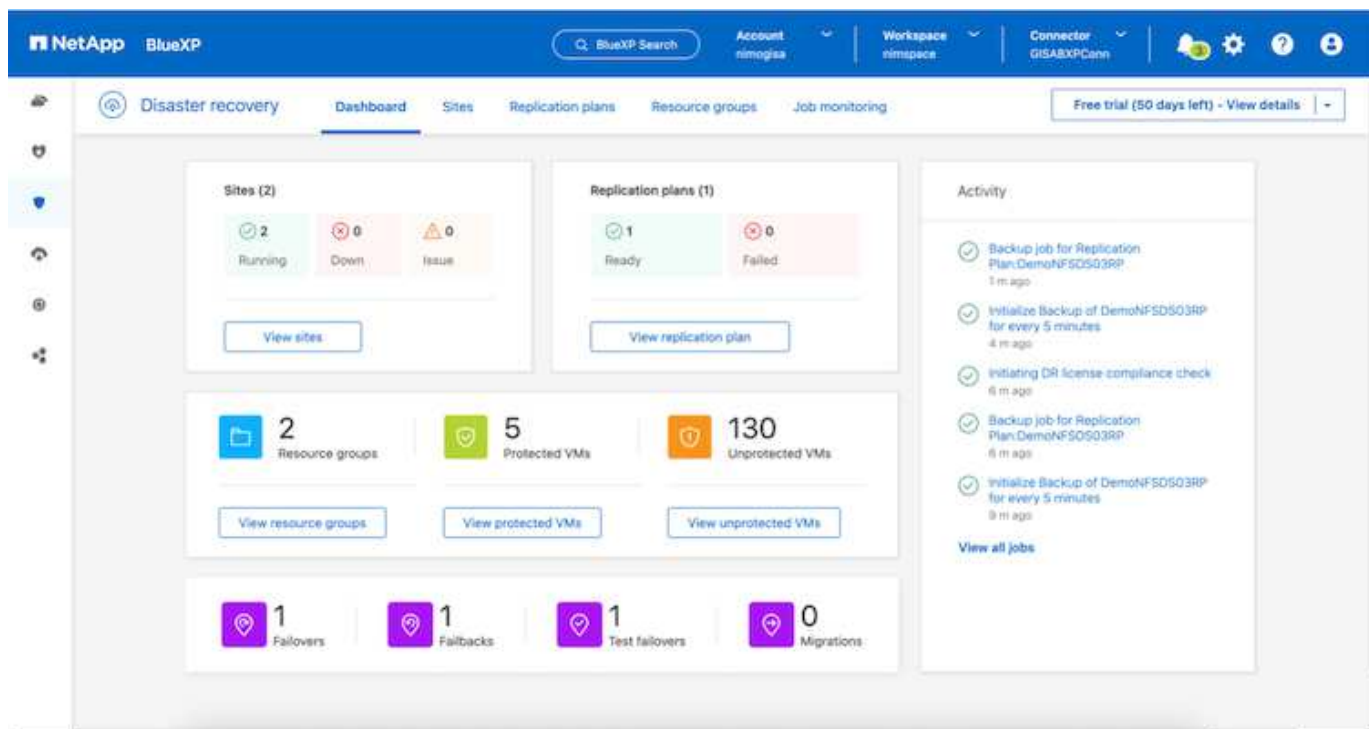 NetApp BlueXP
BlueXP Search
Account
nimogisa
Workspace
nimspace
Connector
GISABXPConn
Disaster recovery
Dashboard
Sites
Replication plans
Resource groups
Job monitoring
Free trial (50 days left) - View details
Sites (2)
2
Running
0
Down
0
Issue
View sites
Replication plans (1)
1
Ready
0
Failed
View replication plan
2
Resource groups
View resource groups
5
Protected VMs
View protected VMs
130
Unprotected VMs
View unprotected VMs
1
Failovers
1
Failbacks
1
Test failovers
0
Migrations
Activity
Backup job for Replication
Plan:DemoNFSDS03RP
1 m ago
Initialize Backup of DemoNFSDS03RP
for every 5 minutes
4 m ago
Initiating DR license compliance check
6 m ago
Backup job for Replication
Plan:DemoNFSDS03RP
6 m ago
Initialize Backup of DemoNFSDS03RP
for every 5 minutes
9 m ago
View all jobs